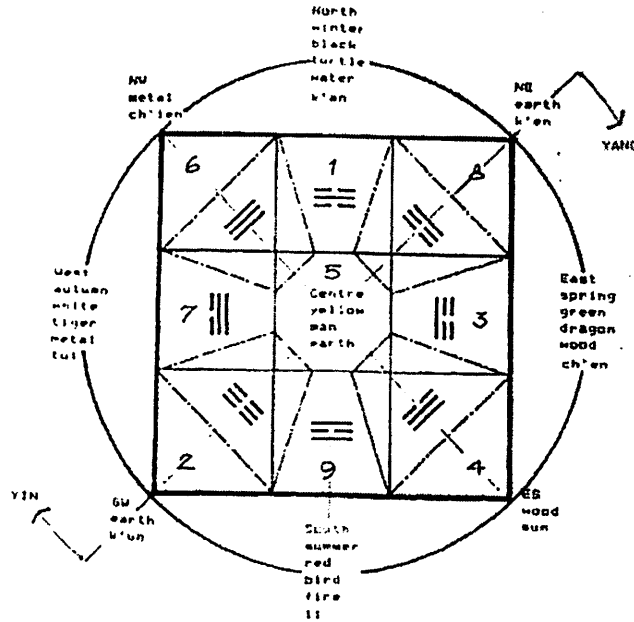 North
winter
black
turtle
water
k'an
NW
metal
ch'ien
NE
earth
k'en
YANG
6
1
8
5
Centre
yellow
man
earth
West
autumn
white
tiger
metal
tui
7
3
East
spring
green
dragon
wood
ch'en
2
9
4
YIN
SW
earth
k'un
ES
wood
sun
South
summer
red
bird
fire
li